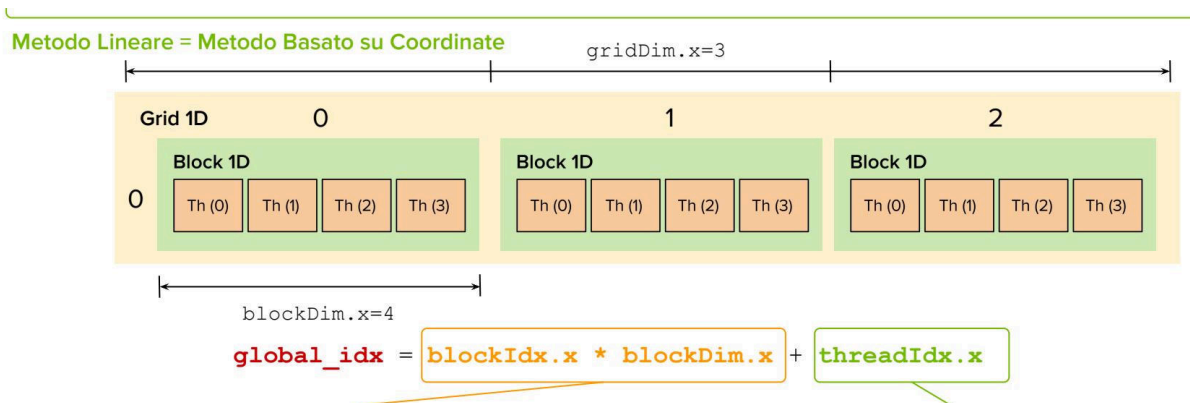 Metodo Lineare = Metodo Basato su Coordinate
gridDim.x=3
Grid 1D 0 1 2
Block 1D Block 1D Block 1D
0 Th (0) Th (1) Th (2) Th (3) Th (0) Th (1) Th (2) Th (3) Th (0) Th (1) Th (2) Th (3)
blockDim.x=4
global_idx = blockIdx.x * blockDim.x + threadIdx.x